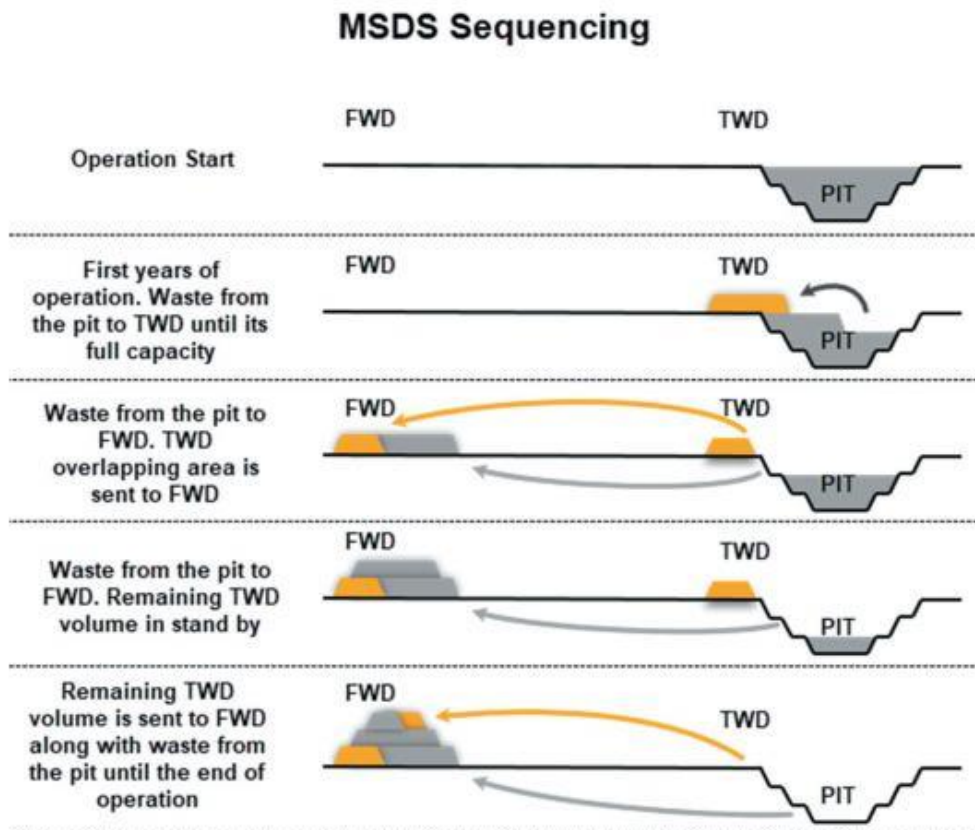 MSDS Sequencing
FWD
TWD
Operation Start
PIT
FWD
TWD
First years of
operation. Waste from
the pit to TWD until its
full capacity
PIT
FWD
TWD
Waste from the pit to
FWD. TWD
overlapping area is
sent to FWD
PIT
FWD
TWD
Waste from the pit to
FWD. Remaining TWD
volume in stand by
PIT
FWD
TWD
Remaining TWD
volume is sent to FWD
along with waste from
the pit until the end of
operation
PIT